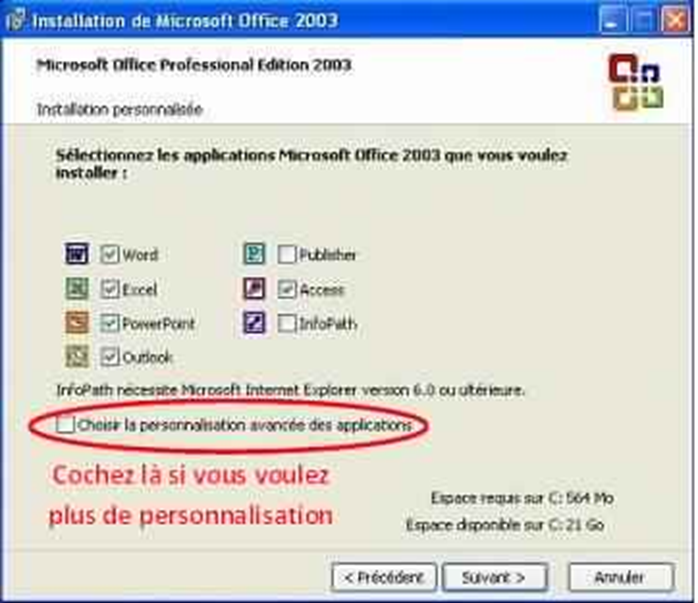 Installation de Microsoft Office 2003
Microsoft Office Professional Edition 2003
Installation personnalisée
Sélectionnez les applications Microsoft Office 2003 que vous voulez
installer :
Word
Publisher
Excel
Access
PowerPoint
InfoPath
Outlook
InfoPath nécessite Microsoft Internet Explorer version 6.0 ou ultérieure.
Choisir la personnalisation avancée des applications
Cochez là si vous voulez
plus de personnalisation
Espace requis sur C: 564 Mo
Espace disponible sur C: 21 Go
< Précédent Suivant > Annuler